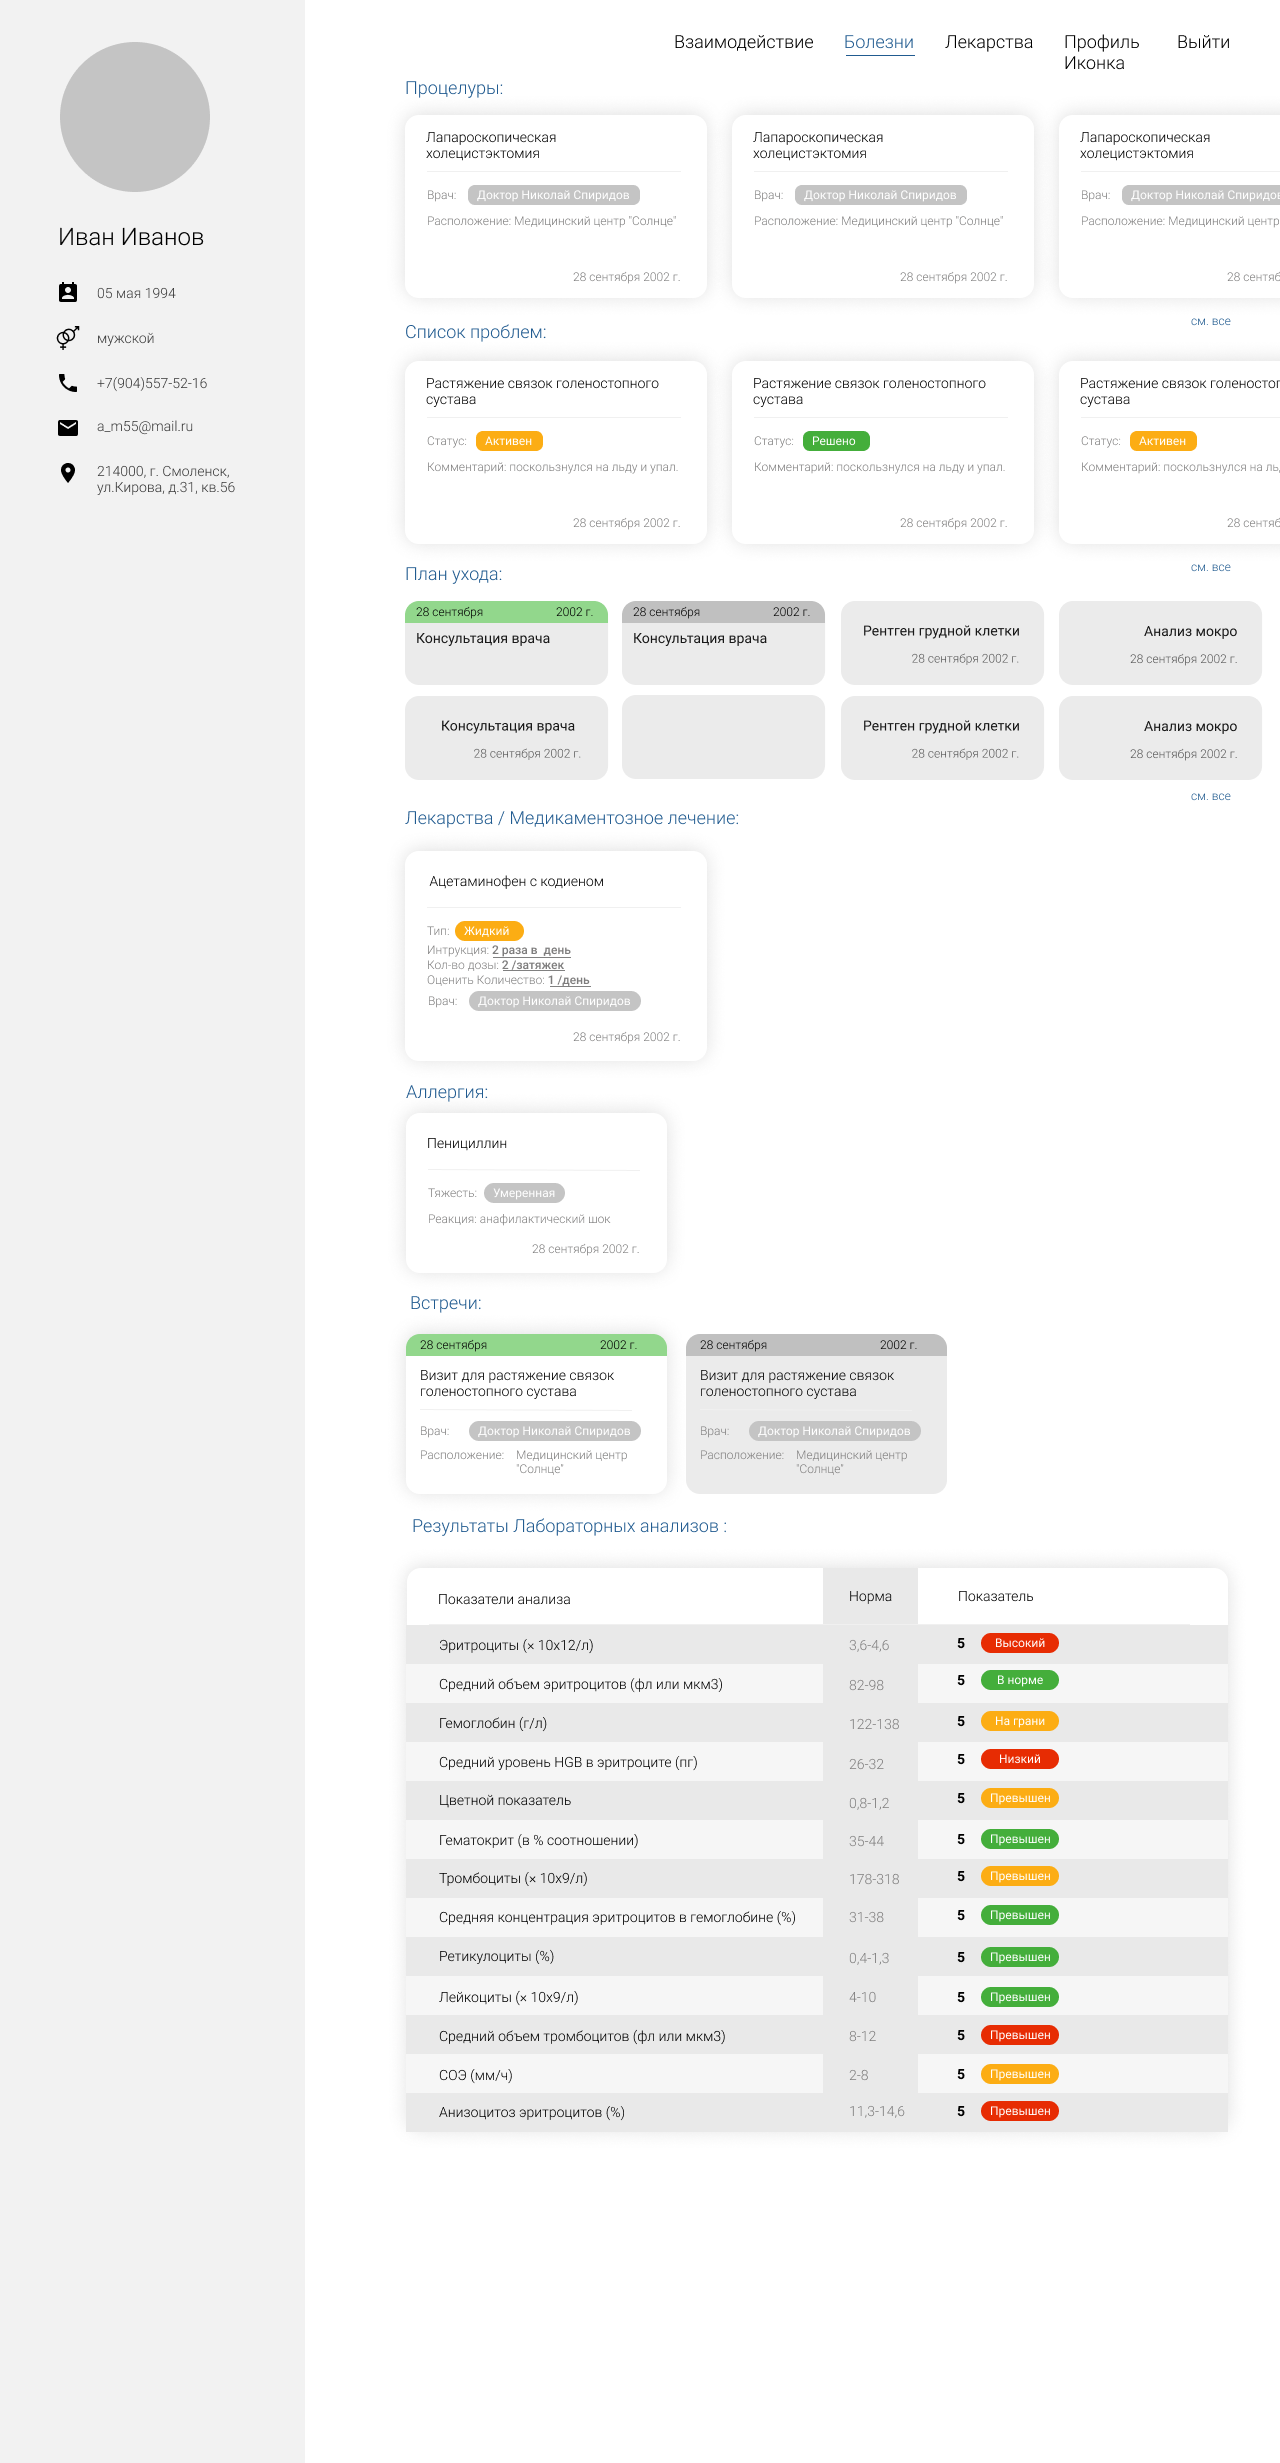 Взаимодействие
Болезни
Лекарства
Профиль
Иконка
Выйти
Иван Иванов
05 мая 1994
мужской
+7(904)557-52-16
a_m55@mail.ru
214000, г. Смоленск,
ул.Кирова, д.31, кв.56
Процелуры:
Лапароскопическая
холецистэктомия
Врач: Доктор Николай Спиридов
Расположение: Медицинский центр "Солнце"
28 сентября 2002 г.
Лапароскопическая
холецистэктомия
Врач: Доктор Николай Спиридов
Расположение: Медицинский центр "Солнце"
28 сентября 2002 г.
Лапароскопическая
холецистэктомия
Врач: Доктор Николай Спиридов
Расположение: Медицинский центр
28 сентяб
см. все
Список проблем:
Растяжение связок голеностопного
сустава
Статус: Активен
Комментарий: поскользнулся на льду и упал.
28 сентября 2002 г.
Растяжение связок голеностопного
сустава
Статус: Решено
Комментарий: поскользнулся на льду и упал.
28 сентября 2002 г.
Растяжение связок голеностоп
сустава
Статус: Активен
Комментарий: поскользнулся на ль
28 сентяб
см. все
План ухода:
28 сентября 2002 г.
Консультация врача
28 сентября 2002 г.
Консультация врача
Рентген грудной клетки
28 сентября 2002 г.
Анализ мокро
28 сентября 2002 г.
Консультация врача
28 сентября 2002 г.
Рентген грудной клетки
28 сентября 2002 г.
Анализ мокро
28 сентября 2002 г.
см. все
Лекарства / Медикаментозное лечение:
Ацетаминофен с кодиеном
Тип: Жидкий
Интрукция: 2 раза в день
Кол-во дозы: 2 /затяжек
Оценить Количество: 1 /день
Врач: Доктор Николай Спиридов
28 сентября 2002 г.
Аллергия:
Пенициллин
Тяжесть: Умеренная
Реакция: анафилактический шок
28 сентября 2002 г.
Встречи:
28 сентября 2002 г.
Визит для растяжение связок
голеностопного сустава
Врач: Доктор Николай Спиридов
Расположение: Медицинский центр
"Солнце"
28 сентября 2002 г.
Визит для растяжение связок
голеностопного сустава
Врач: Доктор Николай Спиридов
Расположение: Медицинский центр
"Солнце"
Результаты Лабораторных анализов :
Показатели анализа Норма Показатель
Эритроциты (× 10х12/л) 3,6-4,6 5 Высокий
Средний объем эритроцитов (фл или мкм3) 82-98 5 В норме
Гемоглобин (г/л) 122-138 5 На грани
Средний уровень HGB в эритроците (пг) 26-32 5 Низкий
Цветной показатель 0,8-1,2 5 Превышен
Гематокрит (в % соотношении) 35-44 5 Превышен
Тромбоциты (× 10х9/л) 178-318 5 Превышен
Средняя концентрация эритроцитов в гемоглобине (%) 31-38 5 Превышен
Ретикулоциты (%) 0,4-1,3 5 Превышен
Лейкоциты (× 10х9/л) 4-10 5 Превышен
Средний объем тромбоцитов (фл или мкм3) 8-12 5 Превышен
СОЭ (мм/ч) 2-8 5 Превышен
Анизоцитоз эритроцитов (%) 11,3-14,6 5 Превышен